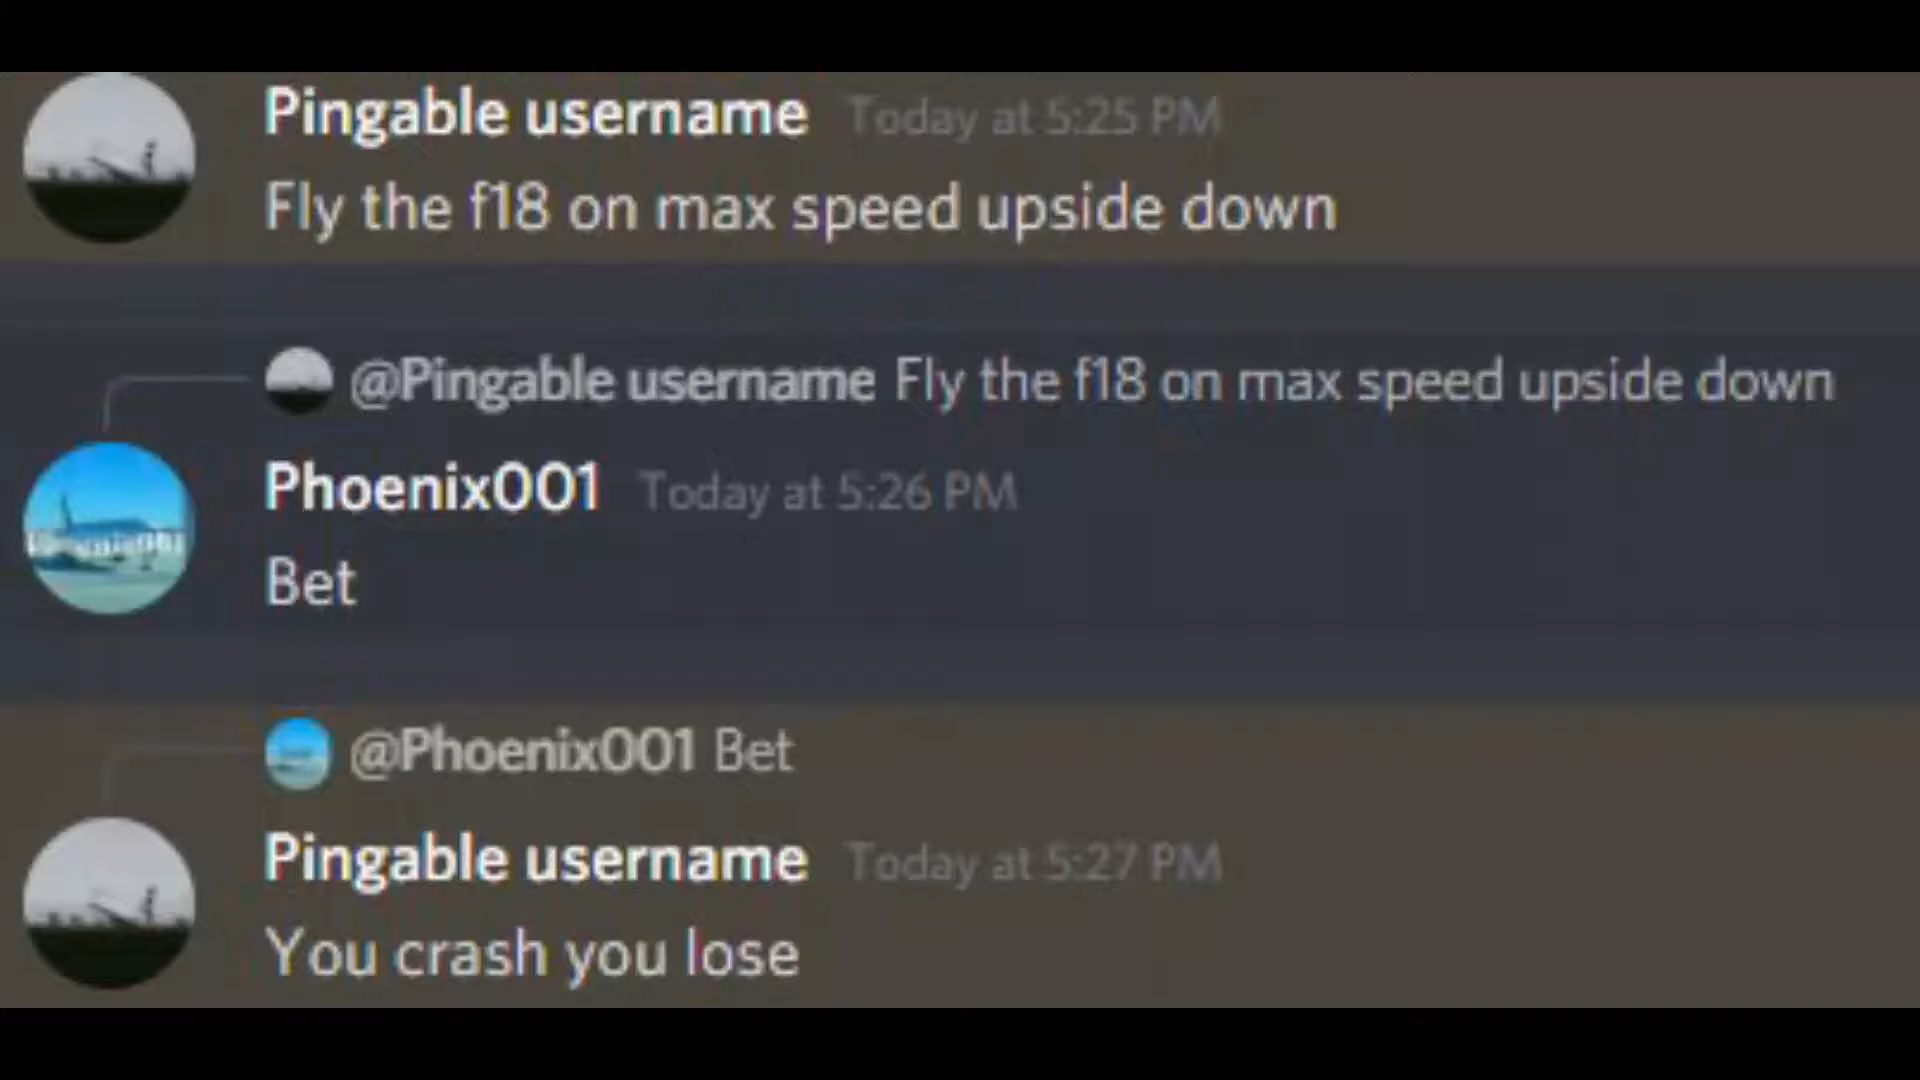 Pingable username Today at 5:25 PM
Fly the f18 on max speed upside down
@Pingable username Fly the f18 on max speed upside down
Phoenix001 Today at 5:26 PM
Bet
@Phoenix001 Bet
Pingable username Today at 5:27 PM
You crash you lose